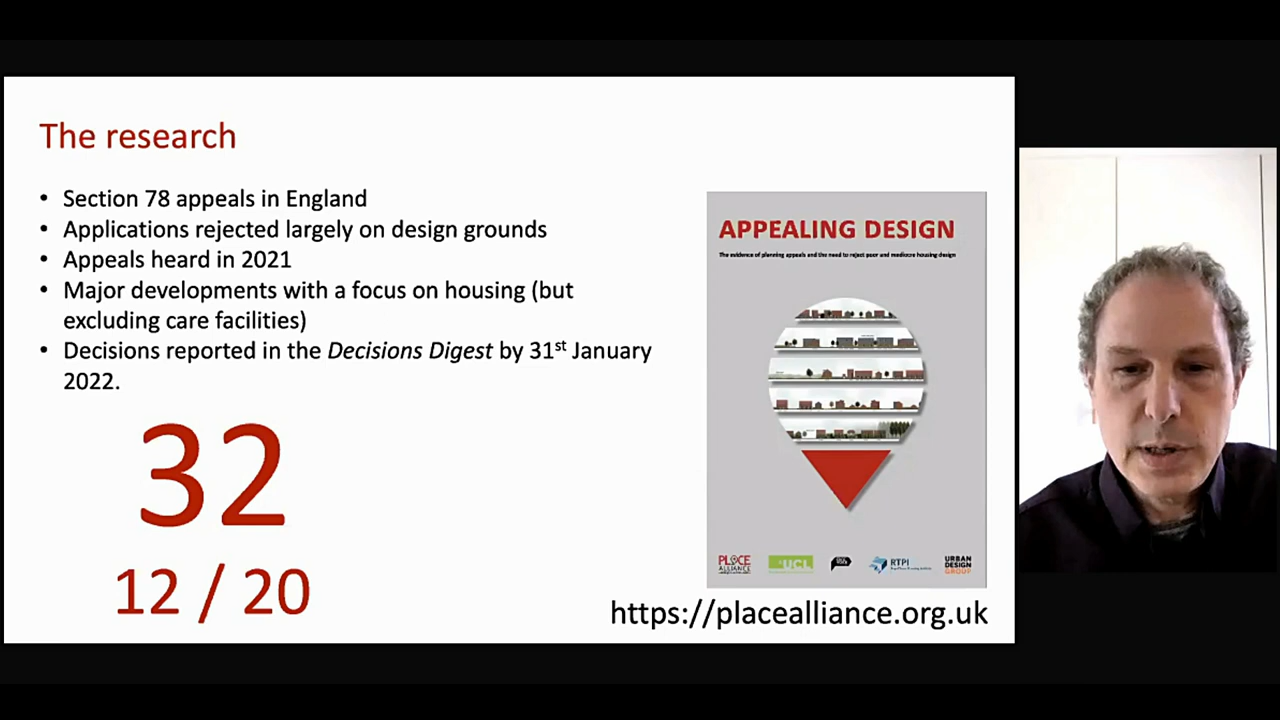 The research
• Section 78 appeals in England
• Applications rejected largely on design grounds
• Appeals heard in 2021
• Major developments with a focus on housing (but
excluding care facilities)
• Decisions reported in the Decisions Digest by 31st January
2022.
32
12 / 20
APPEALING DESIGN
The evidence of planning appeals and the need to reject poor and mediocre housing design
PLACE
ALLIANCE
UCL
RTPI
URBAN
DESIGN
GROUP
https://placealliance.org.uk